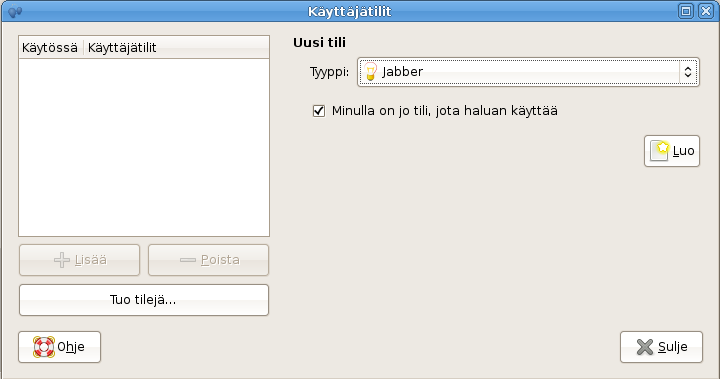 Käyttäjätilit
Käytössä Käyttäjätilit
Uusi tili
Tyyppi: Jabber
Minulla on jo tili, jota haluan käyttää
Luo
Lisää Poista
Tuo tilejä...
Ohje Sulje